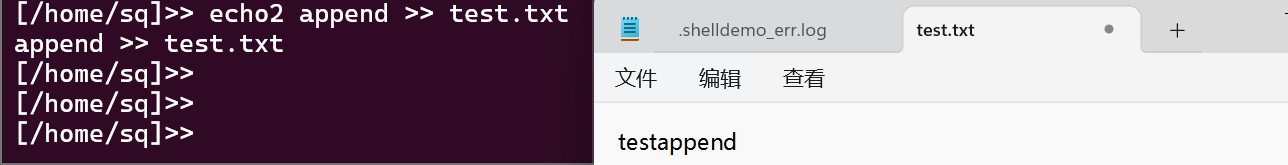 [/home/sq]>> echo2 append >> test.txt
append >> test.txt
[/home/sq]>>
[/home/sq]>>
[/home/sq]>>
.shelldemo_err.log test.txt
文件 编辑 查看
testappend